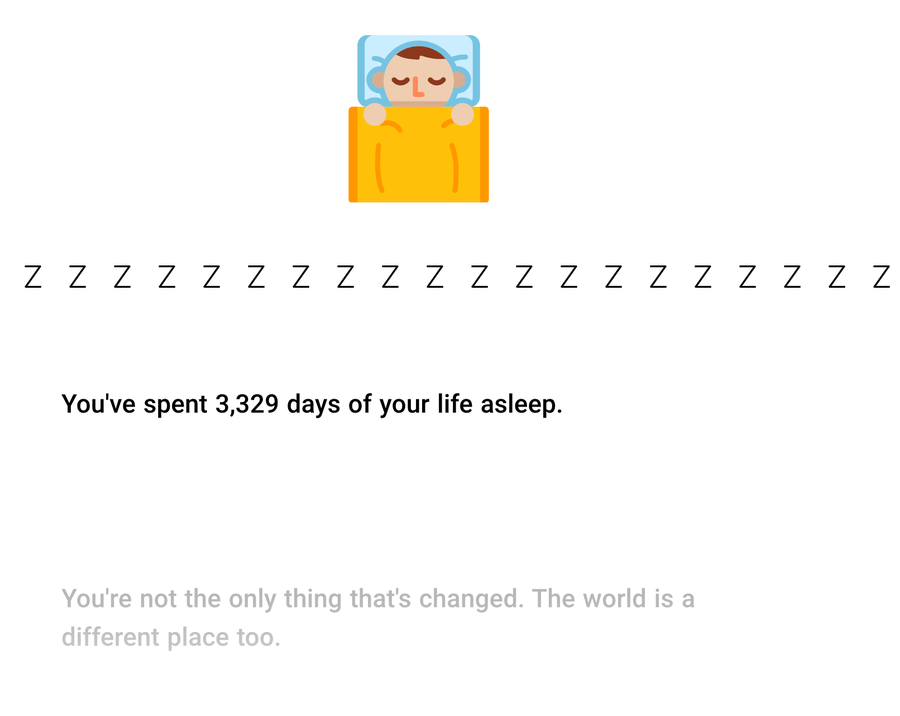 Z Z Z Z Z Z Z Z Z Z Z Z Z Z Z Z Z Z Z Z
You've spent 3,329 days of your life asleep.
You're not the only thing that's changed. The world is a
different place too.